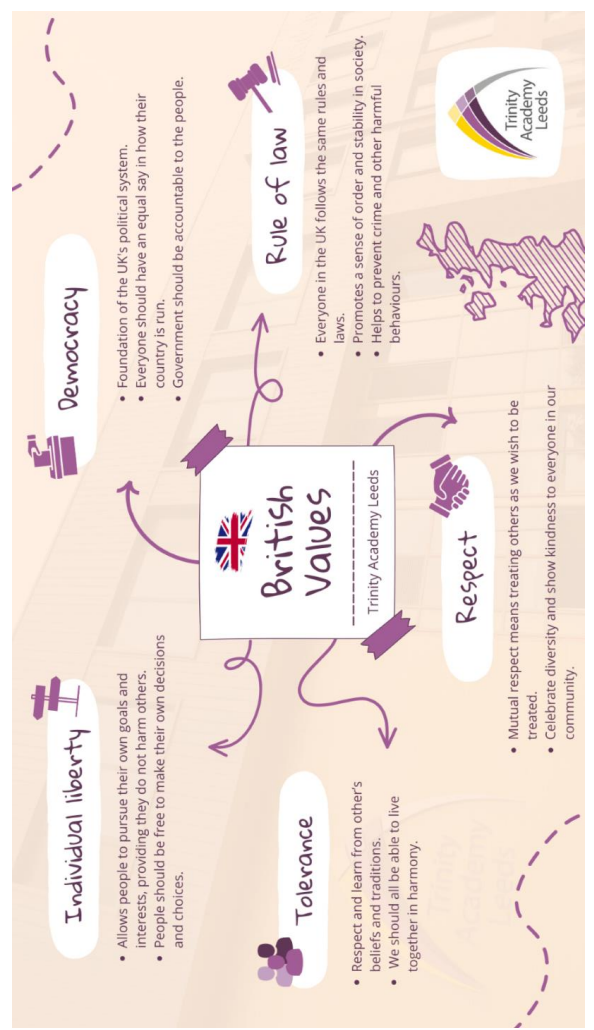 Individual liberty
• Allows people to pursue their own goals and
interests, providing they do not harm others.
• People should be free to make their own decisions
and choices.
Democracy
• Foundation of the UK's political system.
• Everyone should have an equal say in how their
country is run.
• Government should be accountable to the people.
British
Values
Trinity Academy Leeds
Rule of law
• Everyone in the UK follows the same rules and
laws.
• Promotes a sense of order and stability in society.
• Helps to prevent crime and other harmful
behaviours.
Tolerance
• Respect and learn from other's
beliefs and traditions.
• We should all be able to live
together in harmony.
Respect
• Mutual respect means treating others as we wish to be
treated.
• Celebrate diversity and show kindness to everyone in our
community.
Trinity
Academy
Leeds
Trinity
Academy
Leeds